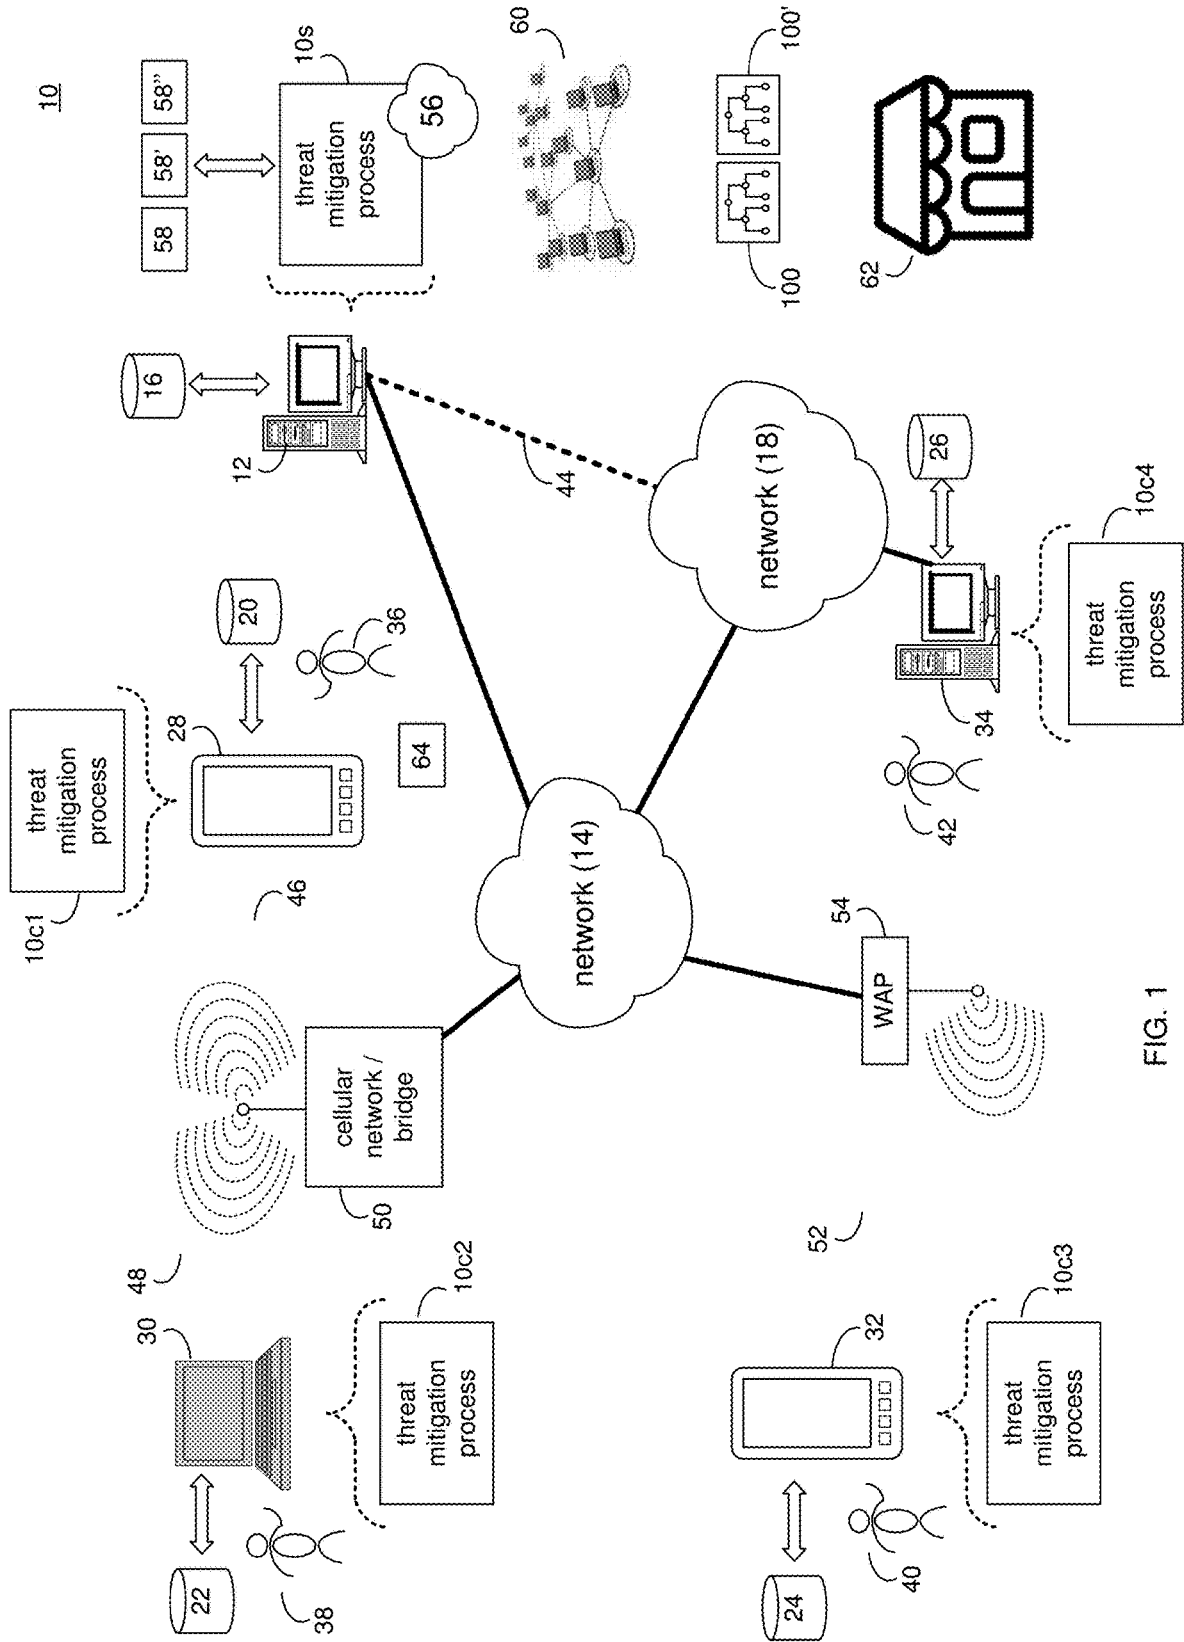 10
58
58'
58''
10s
threat
mitigation
process
56
16
12
60
100
100'
62
44
10c1
threat
mitigation
process
28
20
36
64
46
48
30
22
38
10c2
threat
mitigation
process
cellular
network /
bridge
50
network (14)
network (18)
26
34
42
10c4
threat
mitigation
process
WAP
54
52
32
24
40
10c3
threat
mitigation
process
FIG. 1